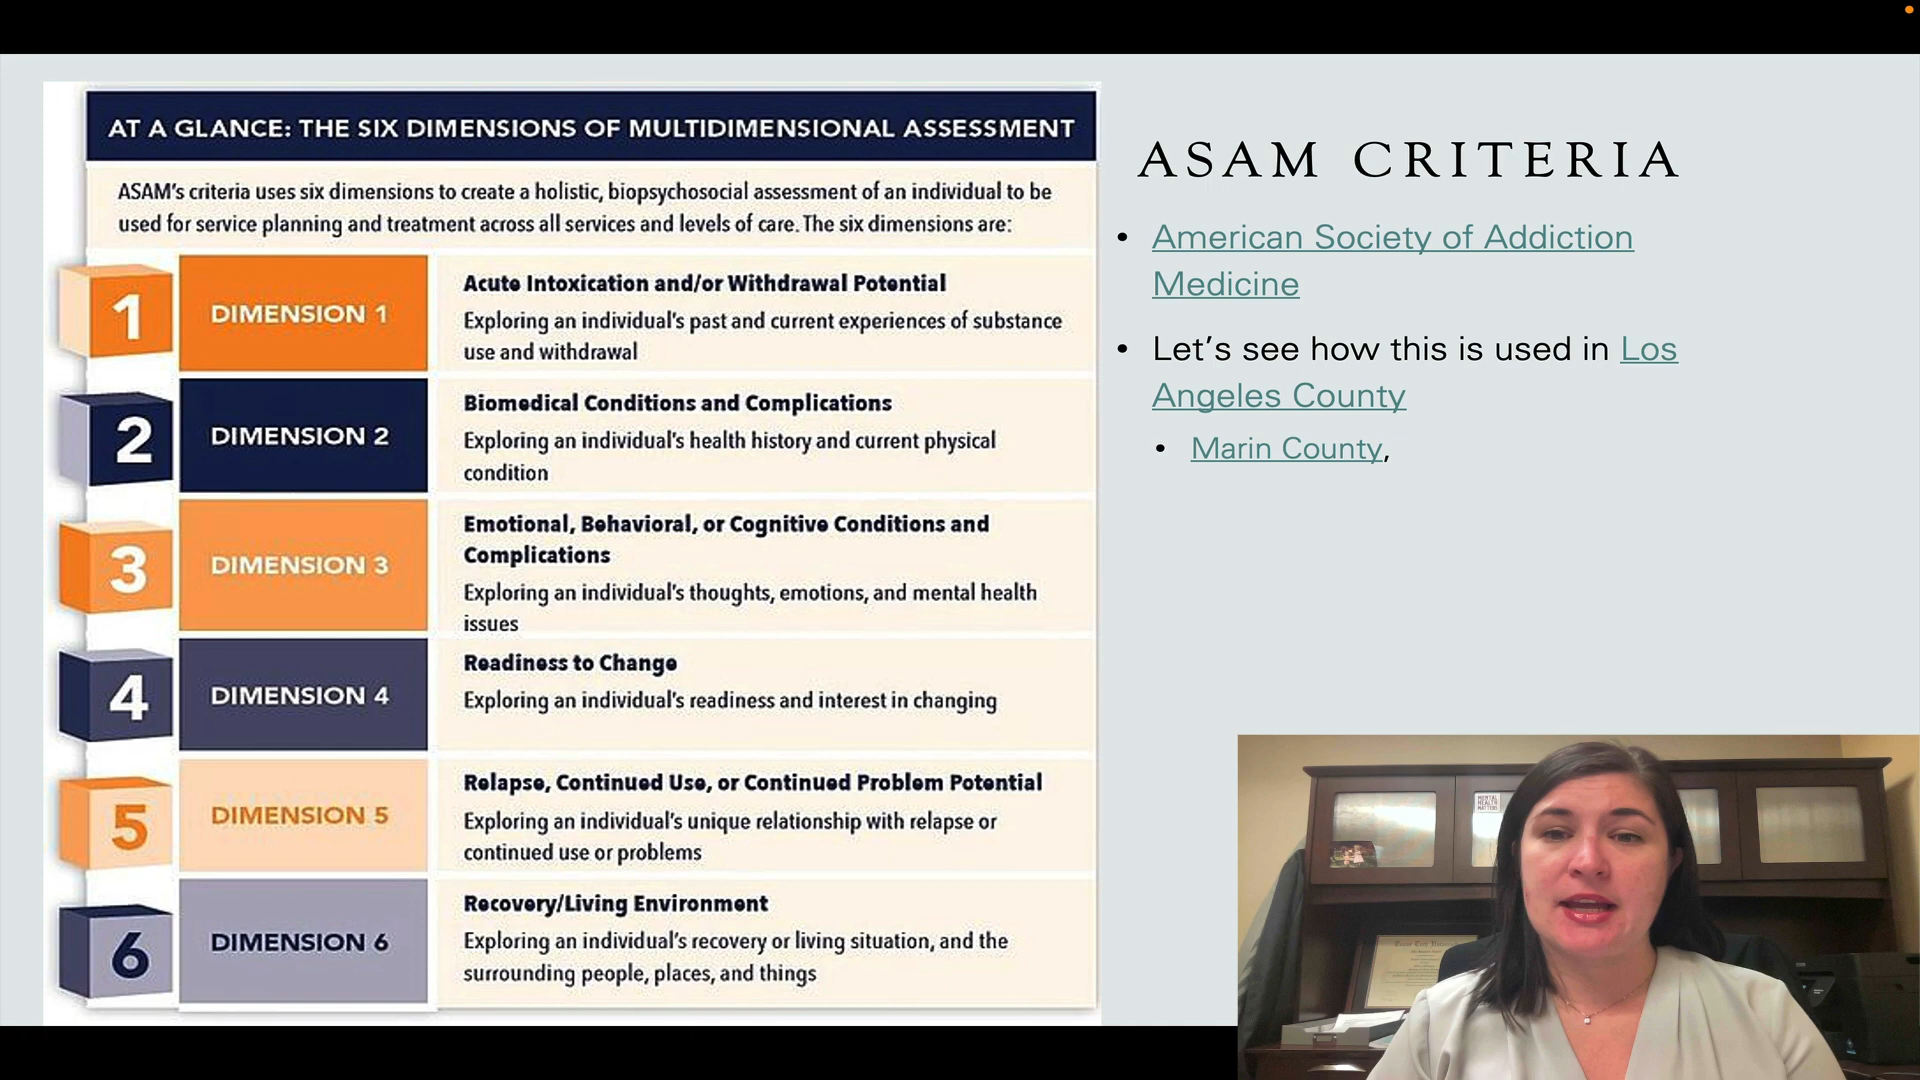 AT A GLANCE: THE SIX DIMENSIONS OF MULTIDIMENSIONAL ASSESSMENT
ASAM's criteria uses six dimensions to create a holistic, biopsychosocial assessment of an individual to be
used for service planning and treatment across all services and levels of care. The six dimensions are:
1
DIMENSION 1
Acute Intoxication and/or Withdrawal Potential
Exploring an individual's past and current experiences of substance
use and withdrawal
2
DIMENSION 2
Biomedical Conditions and Complications
Exploring an individual's health history and current physical
condition
3
DIMENSION 3
Emotional, Behavioral, or Cognitive Conditions and
Complications
Exploring an individual's thoughts, emotions, and mental health
issues
4
DIMENSION 4
Readiness to Change
Exploring an individual's readiness and interest in changing
5
DIMENSION 5
Relapse, Continued Use, or Continued Problem Potential
Exploring an individual's unique relationship with relapse or
continued use or problems
6
DIMENSION 6
Recovery/Living Environment
Exploring an individual's recovery or living situation, and the
surrounding people, places, and things
ASAM CRITERIA
• American Society of Addiction
Medicine
• Let's see how this is used in Los
Angeles County
• Marin County,
MENTAL
HEALTH
MATTERS